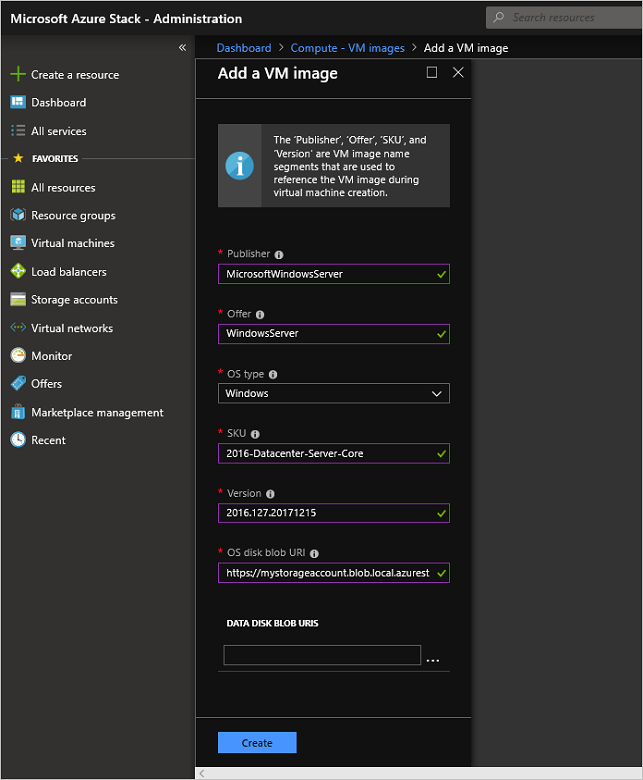 Microsoft Azure Stack - Administration
Search resources
«
Dashboard > Compute - VM images > Add a VM image
Create a resource
Dashboard
All services
FAVORITES
All resources
Resource groups
Virtual machines
Load balancers
Storage accounts
Virtual networks
Monitor
Offers
Marketplace management
Recent
Add a VM image
The 'Publisher', 'Offer', 'SKU', and
'Version' are VM image name
segments that are used to
reference the VM image during
virtual machine creation.
* Publisher
MicrosoftWindowsServer
* Offer
WindowsServer
* OS type
Windows
* SKU
2016-Datacenter-Server-Core
* Version
2016.127.20171215
* OS disk blob URI
https://mystorageaccount.blob.local.azurest
DATA DISK BLOB URIS
...
Create